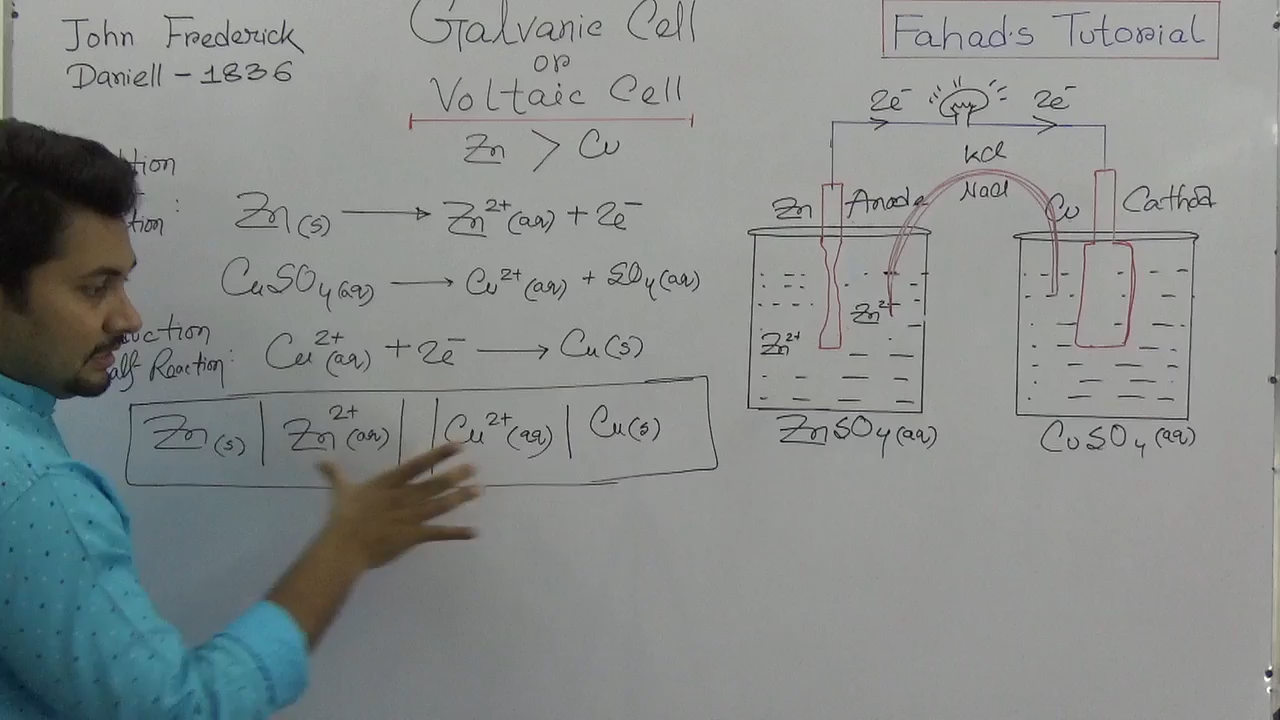 John Frederick
Daniell - 1836
Galvanic Cell
or
Voltaic Cell
Zn > Cu
Zn(s) ⟶ Zn²⁺(aq) + 2e⁻
CuSO₄(aq) ⟶ Cu²⁺(aq) + SO₄(aq)
Reaction:
Cu²⁺(aq) + 2e⁻ ⟶ Cu(s)
Zn(s) | Zn²⁺(aq) | | Cu²⁺(aq) | Cu(s)
Fahad's Tutorial
2e⁻ 2e⁻
KCl
NaCl
Zn Anode Cu Cathod
Zn²⁺
Zn²⁺
ZnSO₄(aq) CuSO₄(aq)